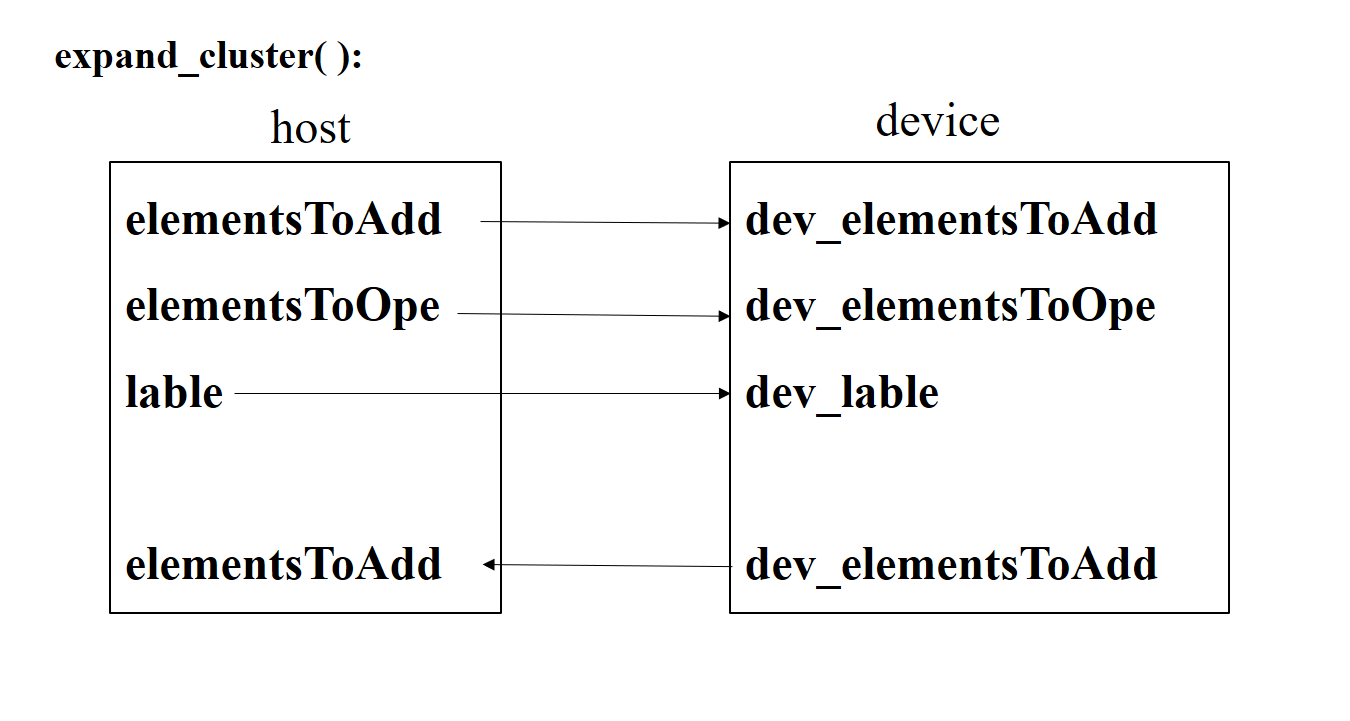 expand_cluster( ):
host
device
elementsToAdd
dev_elementsToAdd
elementsToOpe
dev_elementsToOpe
lable
dev_lable
elementsToAdd
dev_elementsToAdd